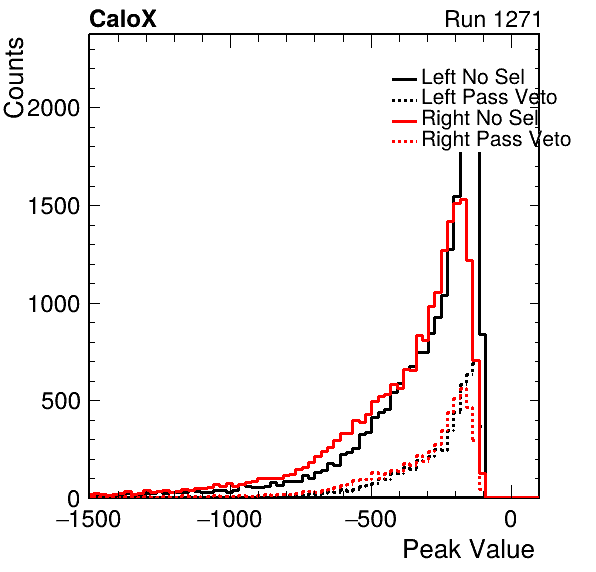 CaloX Run 1271
Counts
Left No Sel
Left Pass Veto
Right No Sel
Right Pass Veto
2000
1500
1000
500
0
−1500 −1000 −500 0
Peak Value